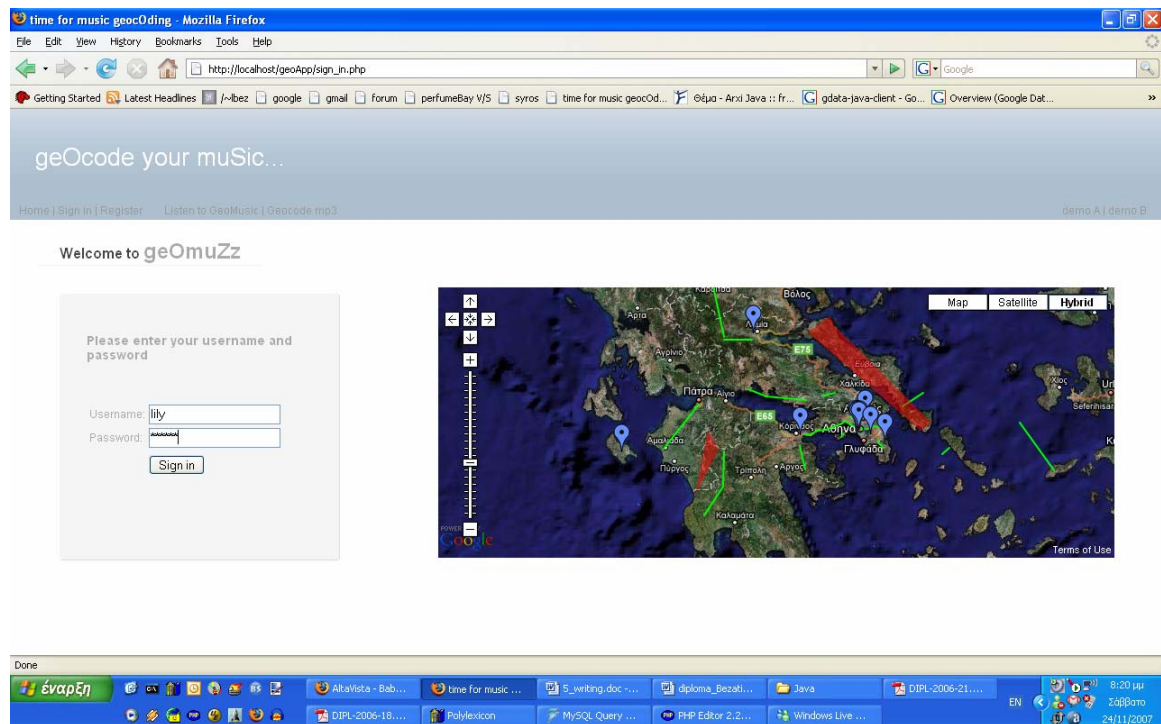 time for music geocOding - Mozilla Firefox
File Edit View History Bookmarks Tools Help
http://localhost/geoApp/sign_in.php
Google
Getting Started Latest Headlines /~lbez google gmail forum perfumeBay V/S syros time for music geocOd... Θέμα - Arxi Java :: fr... gdata-java-client - Go... Overview (Google Dat... »
geOcode your muSic...
Home | Sign in | Register Listen to GeoMusic | Geocode mp3
demo A | demo B
Welcome to geOmuZz
Please enter your username and
password
Username: lily
Password: ******
Sign in
Map Satellite Hybrid
Καρδίτσα
Βόλος
Άρτα
Λαμία
Αγρίνιο
E75
Εύβοια
Χαλκίδα
Χίος
Πάτρα
Αίγιο
Seferihisar
E65
Κόρινθος
Αθήνα
Αμαλιάδα
Γλυφάδα
Πύργος
Τρίπολη
Άργος
Καλαμάτα
POWERED
Google
Terms of Use
Done
έναρξη
AltaVista - Bab...
time for music ...
5_writing.doc -...
diploma_Bezati...
Java
DIPL-2006-21....
DIPL-2006-18....
Polylexicon
MySQL Query ...
PHP Editor 2.2...
Windows Live ...
EN
8:20 μμ
Σάββατο
24/11/2007